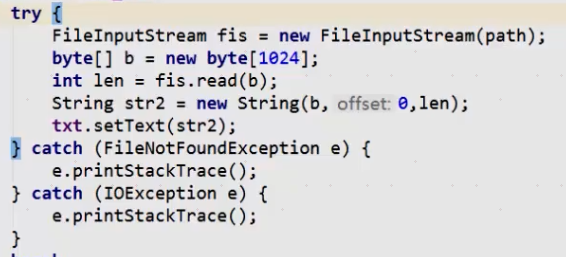 try {
    FileInputStream fis = new FileInputStream(path);
    byte[] b = new byte[1024];
    int len = fis.read(b);
    String str2 = new String(b, offset: 0,len);
    txt.setText(str2);
} catch (FileNotFoundException e) {
    e.printStackTrace();
} catch (IOException e) {
    e.printStackTrace();
}